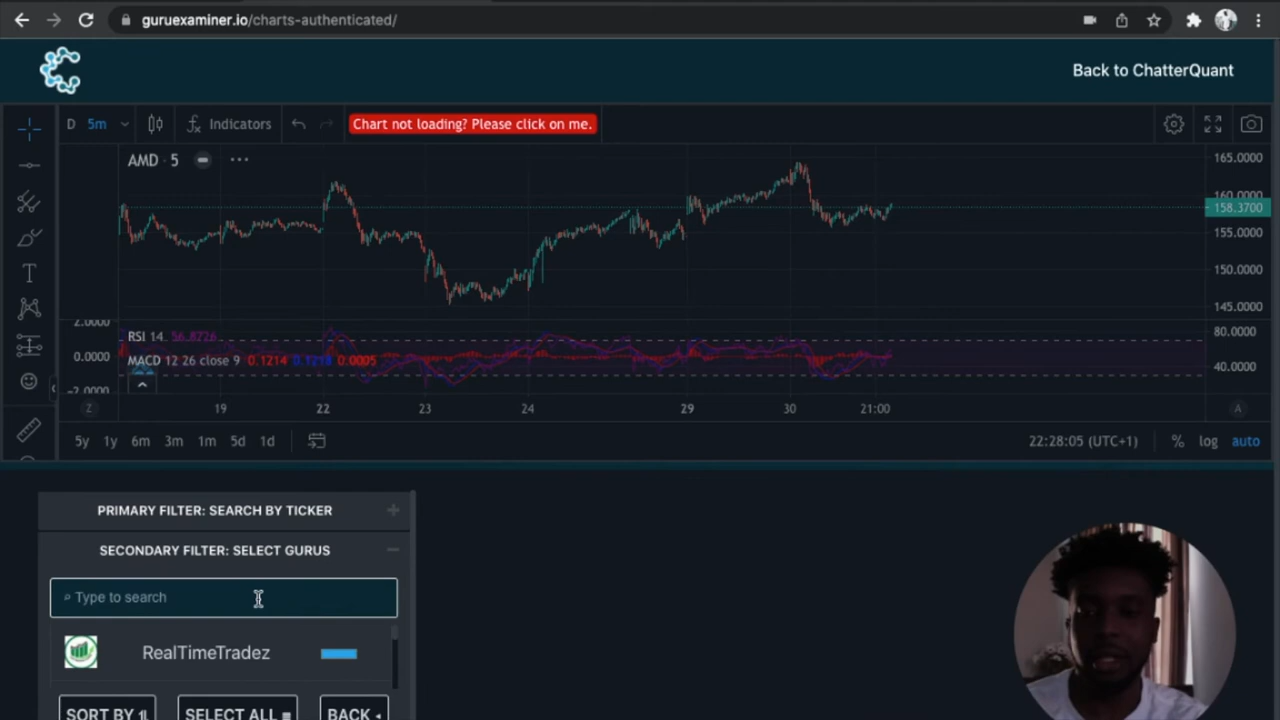 guruexaminer.io/charts-authenticated/
Back to ChatterQuant
D 5m Indicators Chart not loading? Please click on me.
AMD · 5
165.0000
160.0000
158.3700
155.0000
150.0000
145.0000
2.0000
RSI 14 56.8726
80.0000
0.0000
MACD 12 26 close 9 0.1214 0.1218 0.0005
40.0000
−2.0000
Z 19 22 23 24 29 30 21:00 A
5y 1y 6m 3m 1m 5d 1d 22:28:05 (UTC+1) % log auto
PRIMARY FILTER: SEARCH BY TICKER
SECONDARY FILTER: SELECT GURUS
Type to search
RealTimeTradez
SORT BY SELECT ALL BACK